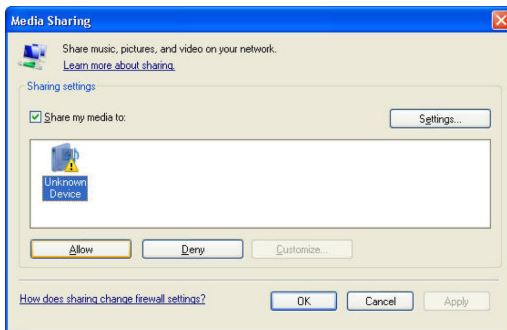 Media Sharing
Share music, pictures, and video on your network.
Learn more about sharing.
Sharing settings
Share my media to:
Settings...
Unknown
Device
Allow
Deny
Customize...
How does sharing change firewall settings?
OK
Cancel
Apply